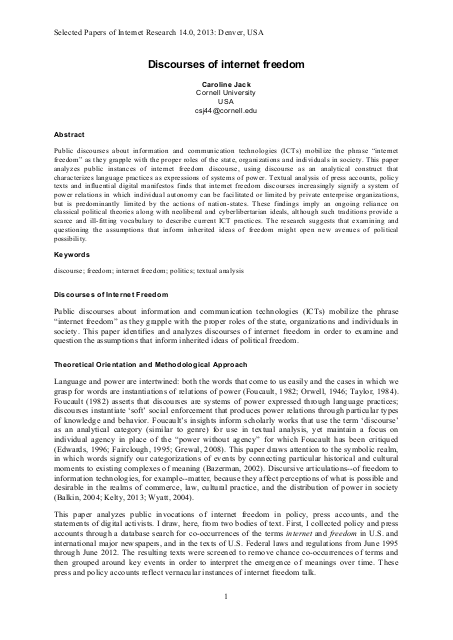 Selected Papers of Internet Research 14.0, 2013: Denver, USA
Discourses of internet freedom
Caroline Jack
Cornell University
USA
csj44@cornell.edu
Abstract
Public discourses about information and communication technologies (ICTs) mobilize the phrase “internet
freedom” as they grapple with the proper roles of the state, organizations and individuals in society. This paper
analyzes public instances of internet freedom discourse, using discourse as an analytical construct that
characterizes language practices as expressions of systems of power. Textual analysis of press accounts, policy
texts and influential digital manifestos finds that internet freedom discourses increasingly signify a system of
power relations in which individual autonomy can be facilitated or limited by private enterprise organizations,
but is predominantly limited by the actions of nation-states. These findings imply an ongoing reliance on
classical political theories along with neoliberal and cyberlibertarian ideals, although such traditions provide a
scarce and ill-fitting vocabulary to describe current ICT practices. The research suggests that examining and
questioning the assumptions that inform inherited ideas of freedom might open new avenues of political
possibility.
Keywords
discourse; freedom; internet freedom; politics; textual analysis
Discourses of Internet Freedom
Public discourses about information and communication technologies (ICTs) mobilize the phrase
“internet freedom” as they grapple with the proper roles of the state, organizations and individuals in
society. This paper identifies and analyzes discourses of internet freedom in order to examine and
question the assumptions that inform inherited ideas of political freedom.
Theoretical Orientation and Methodological Approach
Language and power are intertwined: both the words that come to us easily and the cases in which we
grasp for words are instantiations of relations of power (Foucault, 1982; Orwell, 1946; Taylor, 1984).
Foucault (1982) asserts that discourses are systems of power expressed through language practices;
discourses instantiate ‘soft’ social enforcement that produces power relations through particular types
of knowledge and behavior. Foucault’s insights inform scholarly works that use the term ‘discourse’
as an analytical category (similar to genre) for use in textual analysis, yet maintain a focus on
individual agency in place of the “power without agency” for which Foucault has been critiqued
(Edwards, 1996; Fairclough, 1995; Grewal, 2008). This paper draws attention to the symbolic realm,
in which words signify our categorizations of events by connecting particular historical and cultural
moments to existing complexes of meaning (Bazerman, 2002). Discursive articulations--of freedom to
information technologies, for example--matter, because they affect perceptions of what is possible and
desirable in the realms of commerce, law, cultural practice, and the distribution of power in society
(Balkin, 2004; Kelty, 2013; Wyatt, 2004).
This paper analyzes public invocations of internet freedom in policy, press accounts, and the
statements of digital activists. I draw, here, from two bodies of text. First, I collected policy and press
accounts through a database search for co-occurrences of the terms internet and freedom in U.S. and
international major newspapers, and in the texts of U.S. Federal laws and regulations from June 1995
through June 2012. The resulting texts were screened to remove chance co-occurrences of terms and
then grouped around key events in order to interpret the emergence of meanings over time. These
press and policy accounts reflect vernacular instances of internet freedom talk.
1